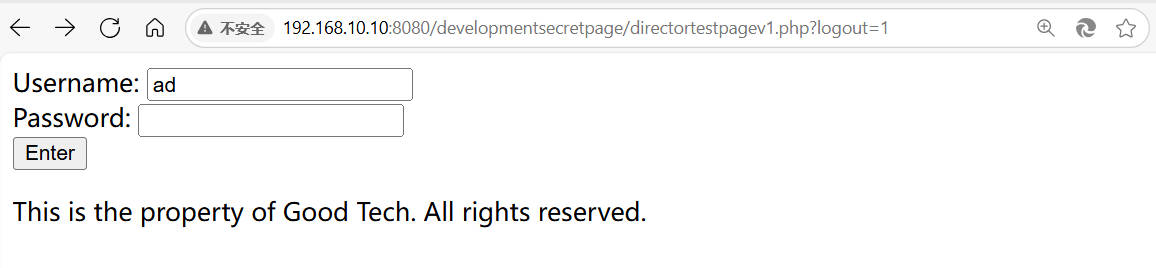 不安全 192.168.10.10:8080/developmentsecretpage/directortestpagev1.php?logout=1
Username: ad
Password:
Enter
This is the property of Good Tech. All rights reserved.